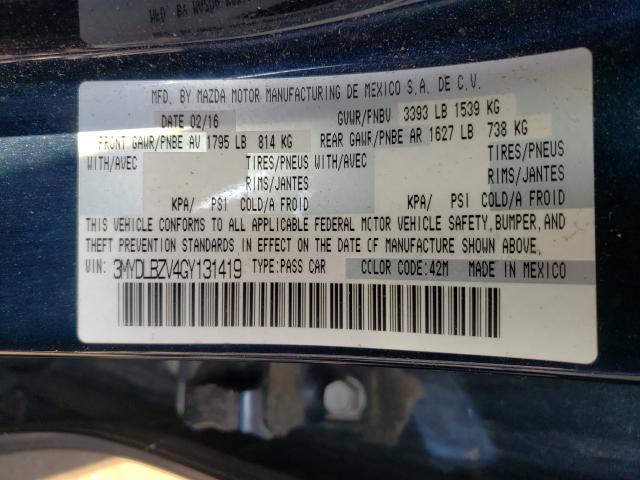 MFD. BY MAZDA MOTOR MANUFACTURING DE MEXICO S.A. DE C.V.
DATE 02/16 GVWR/PNBV 3393 LB 1539 KG
FRONT GAWR/PNBE AV 1795 LB 814 KG REAR GAWR/PNBE AR 1627 LB 738 KG
WITH/AVEC TIRES/PNEUS WITH/AVEC TIRES/PNEUS
RIMS/JANTES RIMS/JANTES
KPA/ PSI COLD/A FROID KPA/ PSI COLD/A FROID
THIS VEHICLE CONFORMS TO ALL APPLICABLE FEDERAL MOTOR VEHICLE SAFETY, BUMPER, AND
THEFT PREVENTION STANDARDS IN EFFECT ON THE DATE OF MANUFACTURE SHOWN ABOVE.
VIN: 3MYDLBZV4GY131419 TYPE:PASS CAR COLOR CODE:42M MADE IN MEXICO